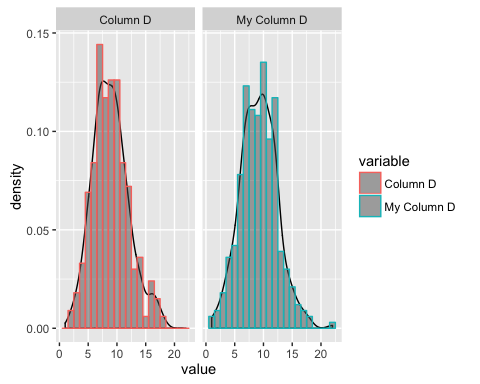 Column D
My Column D
0.15
0.10
0.05
0.00
density
0 5 10 15 20
0 5 10 15 20
value
variable
Column D
My Column D